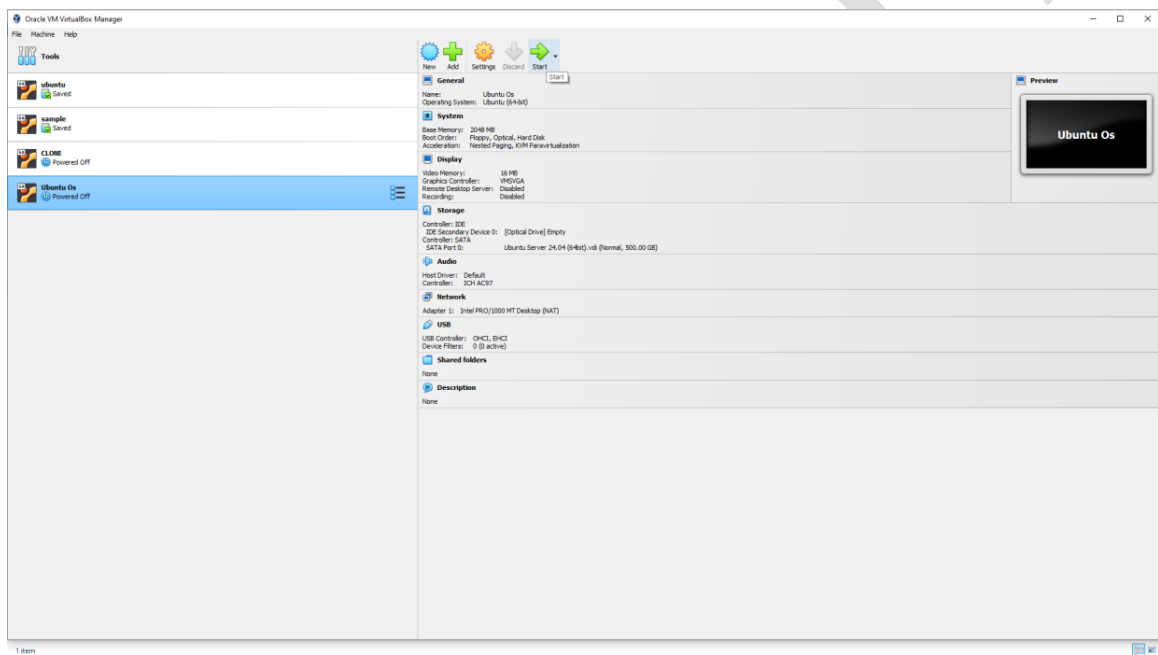 Oracle VM VirtualBox Manager
File Machine Help
Tools
New Add Settings Discard Start
Start
ubuntu
Saved
sample
Saved
CLONE
Powered Off
Ubuntu Os
Powered Off
General
Name: Ubuntu Os
Operating System: Ubuntu (64-bit)
System
Base Memory: 2048 MB
Boot Order: Floppy, Optical, Hard Disk
Acceleration: Nested Paging, KVM Paravirtualization
Display
Video Memory: 16 MB
Graphics Controller: VMSVGA
Remote Desktop Server: Disabled
Recording: Disabled
Storage
Controller: IDE
IDE Secondary Device 0: [Optical Drive] Empty
Controller: SATA
SATA Port 0: Ubuntu Server 24.04 (64bit).vdi (Normal, 500.00 GB)
Audio
Host Driver: Default
Controller: ICH AC97
Network
Adapter 1: Intel PRO/1000 MT Desktop (NAT)
USB
USB Controller: OHCI, EHCI
Device Filters: 0 (0 active)
Shared folders
None
Description
None
Preview
Ubuntu Os
1 item